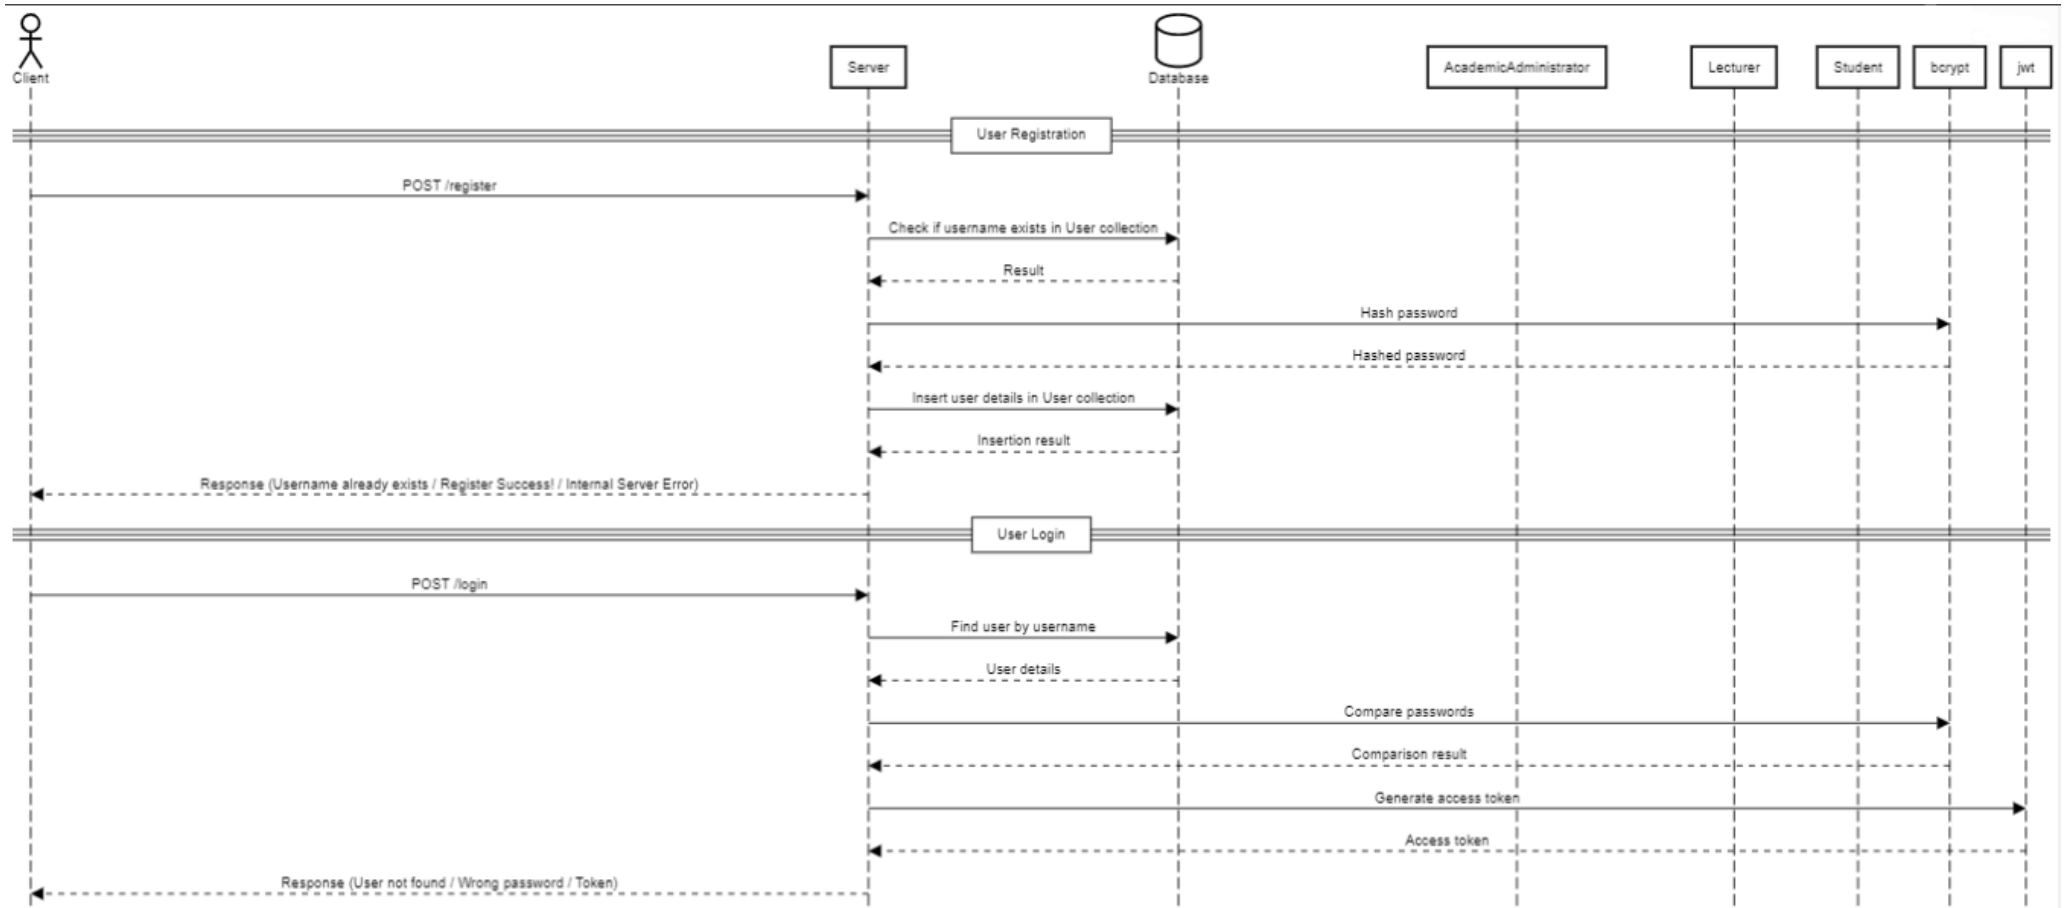 Client
Server
Database
AcademicAdministrator
Lecturer
Student
bcrypt
jwt
User Registration
POST /register
Check if username exists in User collection
Result
Hash password
Hashed password
Insert user details in User collection
Insertion result
Response (Username already exists / Register Success! / Internal Server Error)
User Login
POST /login
Find user by username
User details
Compare passwords
Comparison result
Generate access token
Access token
Response (User not found / Wrong password / Token)